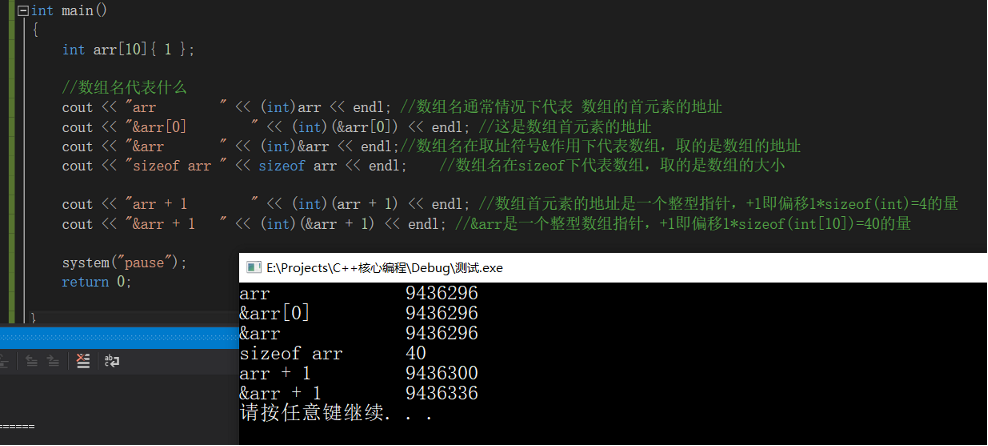 int main()
{
int arr[10]{ 1 };
//数组名代表什么
cout << "arr        " << (int)arr << endl; //数组名通常情况下代表 数组的首元素的地址
cout << "&arr[0]        " << (int)(&arr[0]) << endl; //这是数组首元素的地址
cout << "&arr       " << (int)&arr << endl;//数组名在取址符号&作用下代表数组，取的是数组的地址
cout << "sizeof arr " << sizeof arr << endl;    //数组名在sizeof下代表数组，取的是数组的大小
cout << "arr + 1        " << (int)(arr + 1) << endl; //数组首元素的地址是一个整型指针，+1即偏移1*sizeof(int)=4的量
cout << "&arr + 1   " << (int)(&arr + 1) << endl; //&arr是一个整型数组指针，+1即偏移1*sizeof(int[10])=40的量
system("pause");
return 0;
}
E:\Projects\C++核心编程\Debug\测试.exe
arr 9436296
&arr[0] 9436296
&arr 9436296
sizeof arr 40
arr + 1 9436300
&arr + 1 9436336
请按任意键继续. . .
======